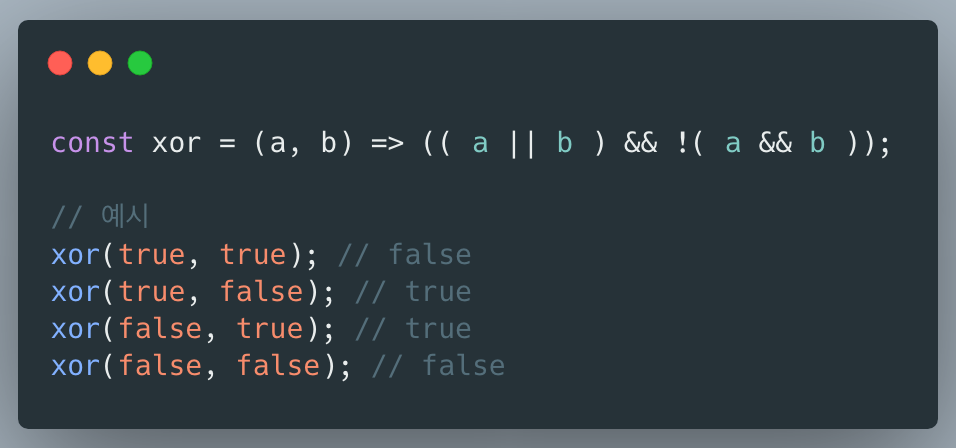 const xor = (a, b) => (( a || b ) && !( a && b ));
// 예시
xor(true, true); // false
xor(true, false); // true
xor(false, true); // true
xor(false, false); // false